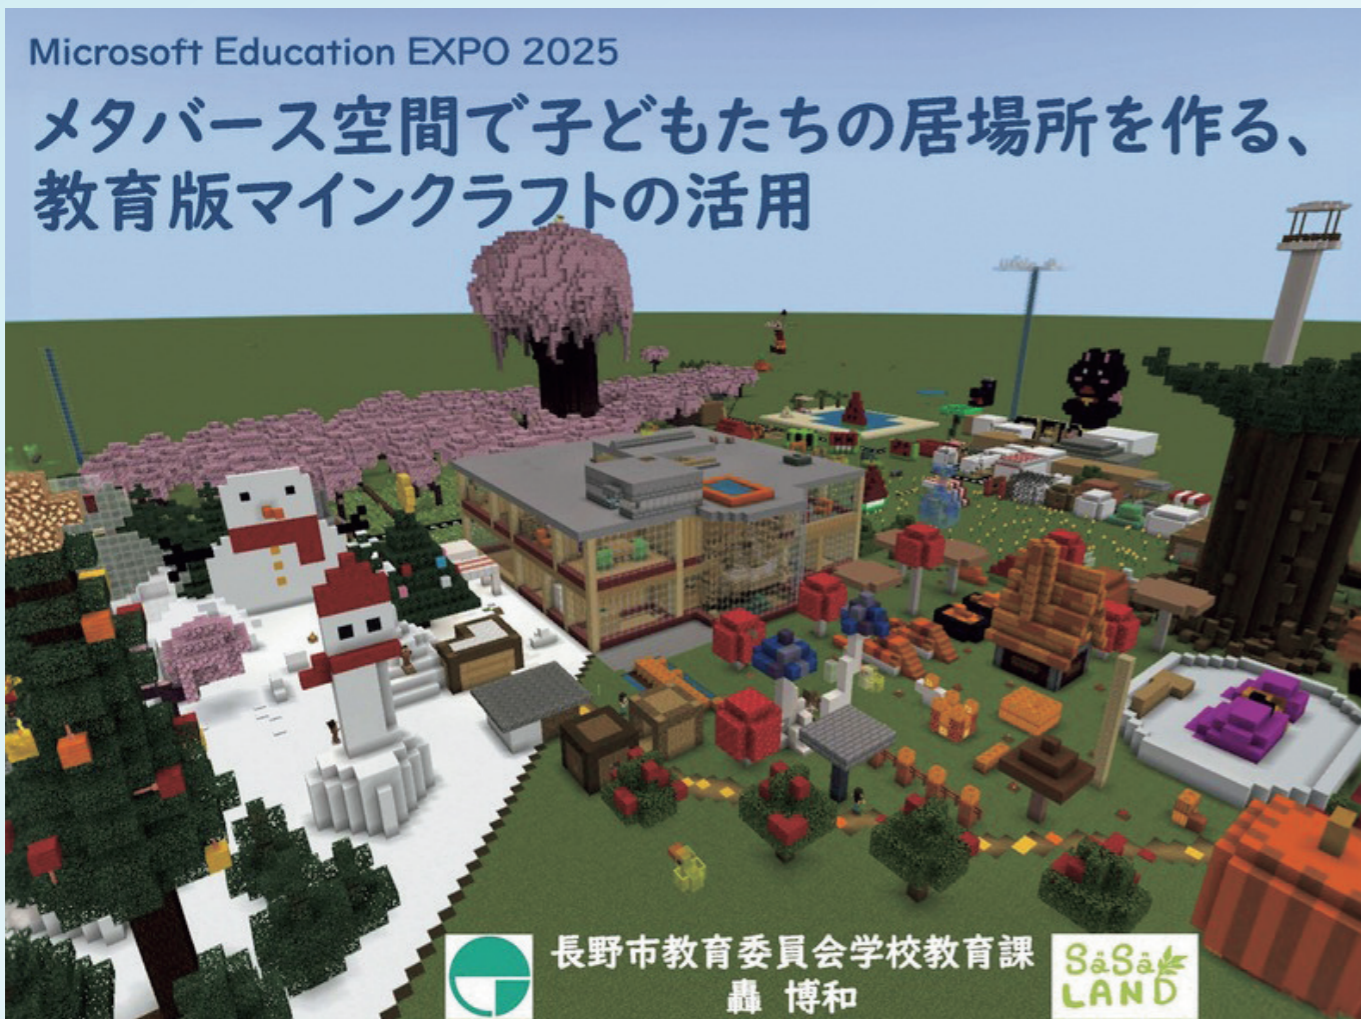 Microsoft Education EXPO 2025
メタバース空間で子どもたちの居場所を作る、
教育版マインクラフトの活用
長野市教育委員会学校教育課
轟 博和
SaSa
LAND